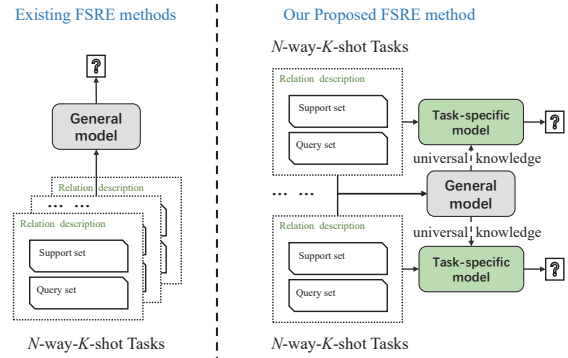 Existing FSRE methods
?
General
model
Relation description
... ...
Relation description
Support set
Query set
N-way-K-shot Tasks
Our Proposed FSRE method
N-way-K-shot Tasks
Relation description
Support set
Query set
Task-specific
model
?
universal knowledge
... ...
General
model
universal knowledge
Relation description
Support set
Query set
Task-specific
model
?
N-way-K-shot Tasks